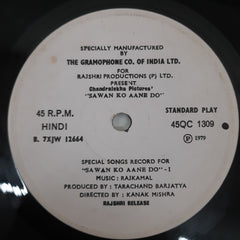 SPECIALLY MANUFACTURED
BY
THE GRAMOPHONE CO. OF INDIA LTD.
FOR
RAJSHRI PRODUCTIONS (P) LTD.
PRESENT
Chandralekha Pictures'
"SAWAN KO AANE DO"
45 R.P.M. STANDARD PLAY
HINDI 45QC 1309
R. 7XJW 12664 Ⓟ 1979
SPECIAL SONGS RECORD FOR
"SAWAN KO AANE DO" - 1
MUSIC : RAJKAMAL
PRODUCED BY : TARACHAND BARJATYA
DIRECTED BY : KANAK MISHRA
RAJSHRI RELEASE